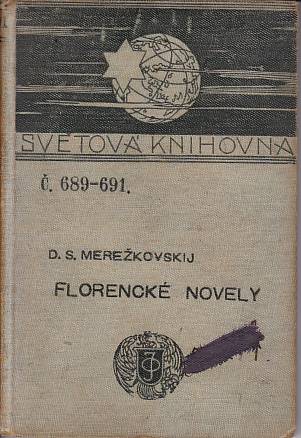 SVĚTOVÁ KNIHOVNA
Č. 689-691.
D. S. MEREŽKOVSKIJ
FLORENCKÉ NOVELY